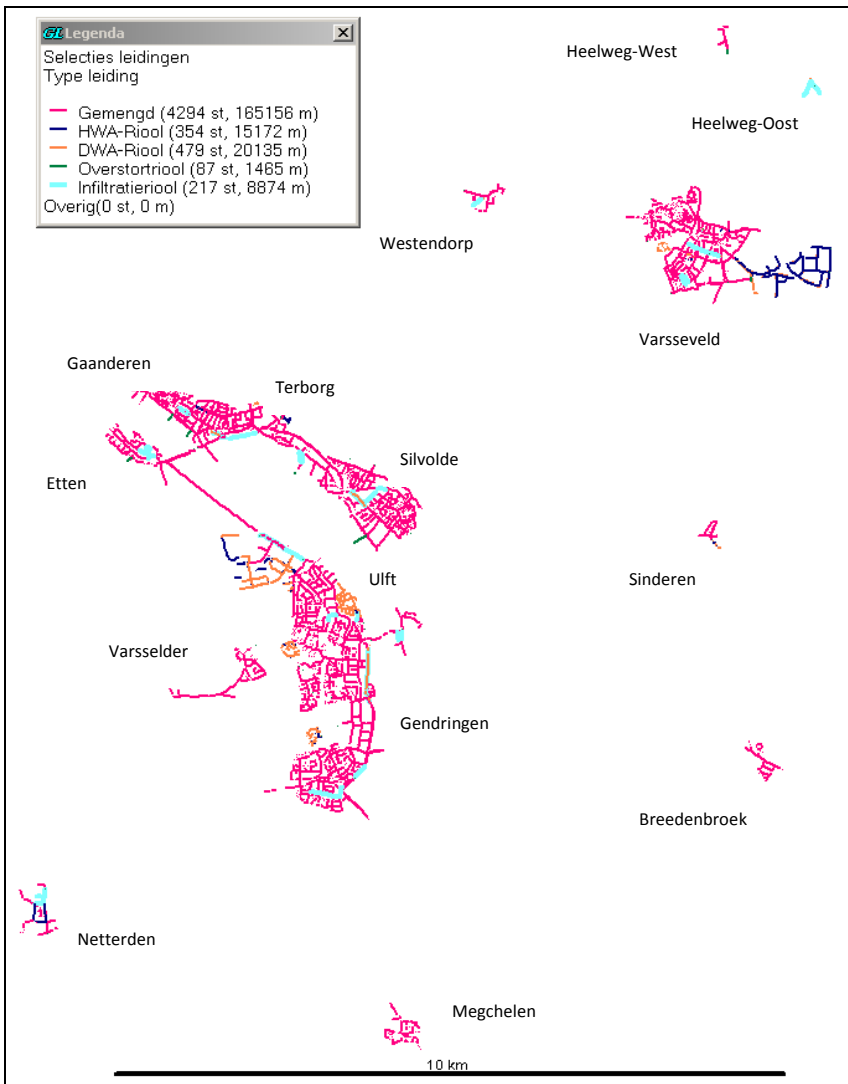 GL Legenda
Selecties leidingen
Type leiding
Gemengd (4294 st, 165156 m)
HWA-Riool (354 st, 15172 m)
DWA-Riool (479 st, 20135 m)
Overstortriool (87 st, 1465 m)
Infiltratieriool (217 st, 8874 m)
Overig(0 st, 0 m)
Heelweg-West
Heelweg-Oost
Westendorp
Varsseveld
Gaanderen
Terborg
Silvolde
Etten
Ulft
Sinderen
Varsselder
Gendringen
Breedenbroek
Netterden
Megchelen
10 km